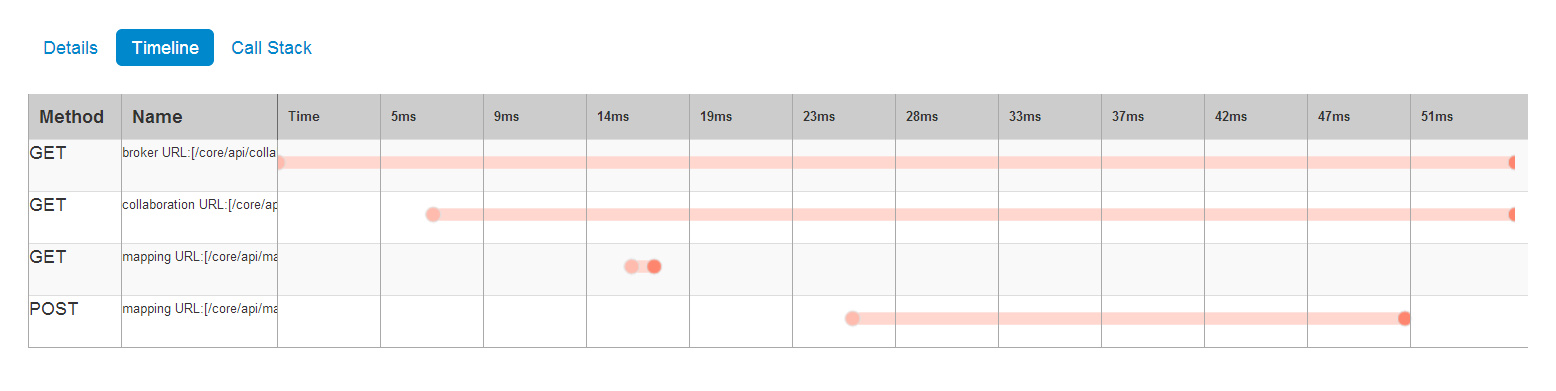 Details Timeline Call Stack
Method Name Time 5ms 9ms 14ms 19ms 23ms 28ms 33ms 37ms 42ms 47ms 51ms
GET broker URL:[/core/api/colla
GET collaboration URL:[/core/ap
GET mapping URL:[/core/api/ma
POST mapping URL:[/core/api/ma